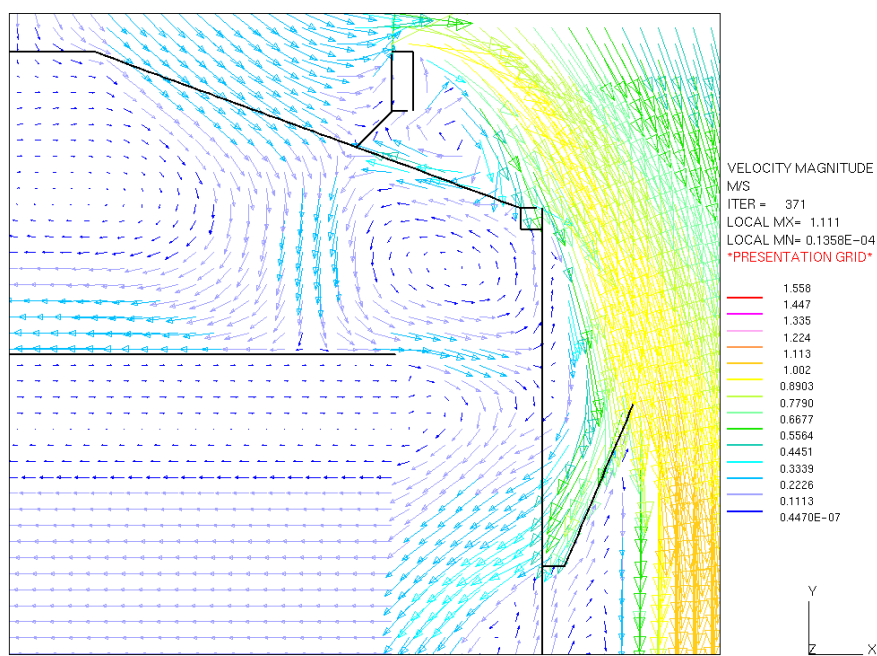 VELOCITY MAGNITUDE
M/S
ITER = 371
LOCAL MX= 1.111
LOCAL MN= 0.1358E-04
*PRESENTATION GRID*
1.558
1.447
1.335
1.224
1.113
1.002
0.8903
0.7790
0.6677
0.5564
0.4451
0.3339
0.2226
0.1113
0.4470E-07
Y
Z X